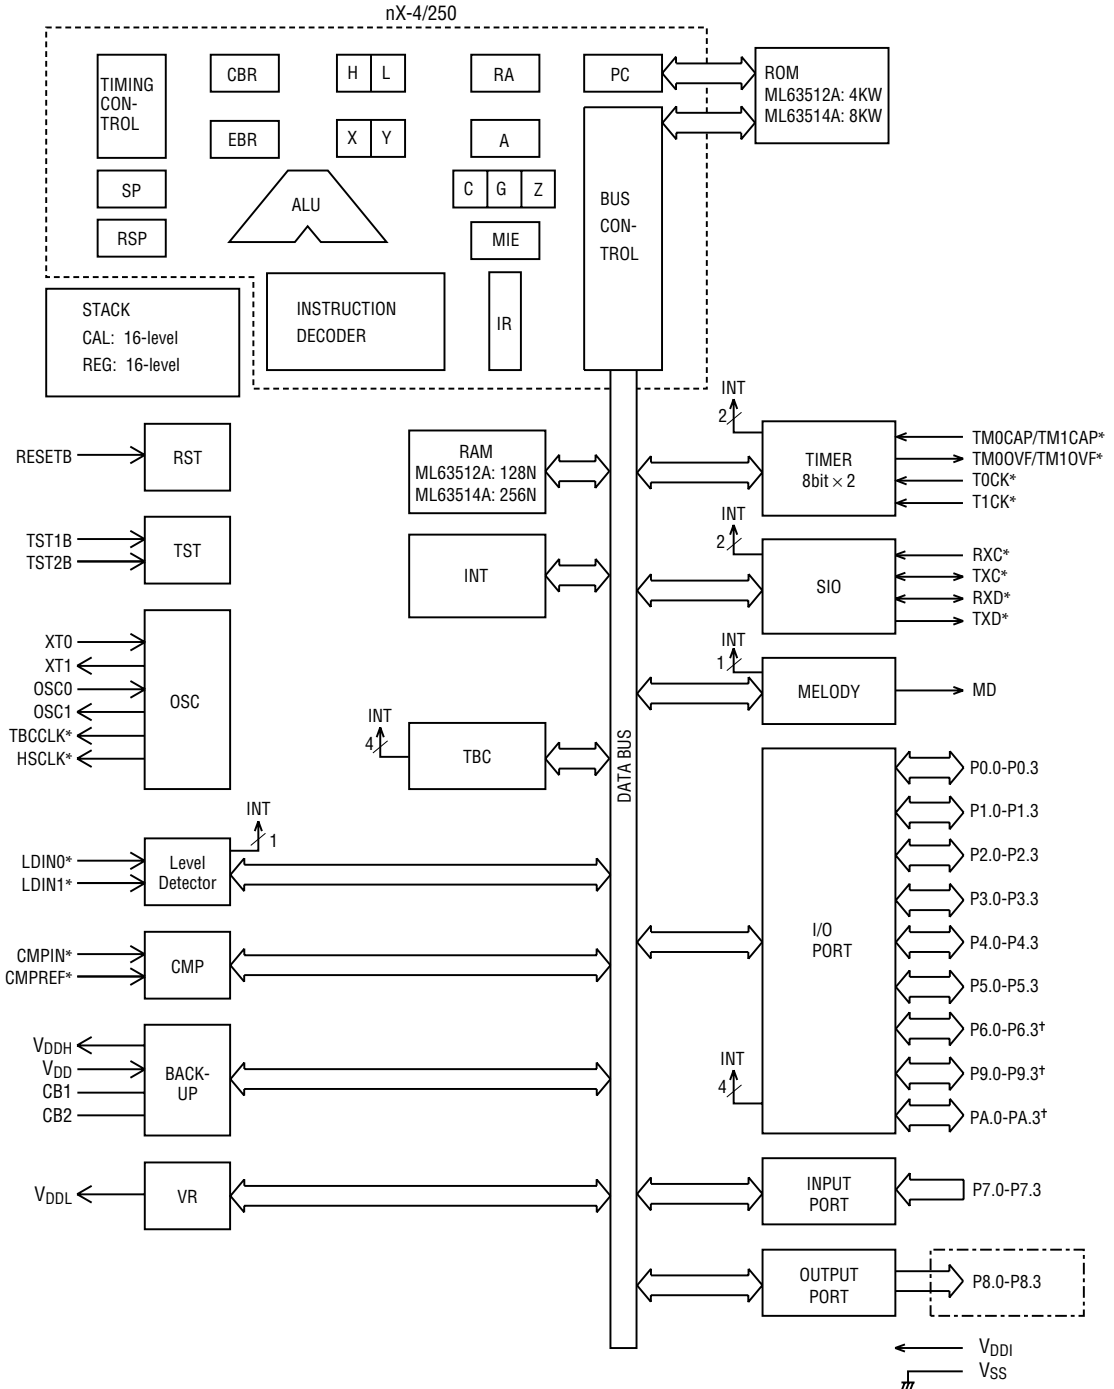 nX-4/250
TIMING
CON-
TROL
CBR
H L
RA
PC
ROM
ML63512A: 4KW
ML63514A: 8KW
EBR
X Y
A
SP
ALU
C G Z
BUS
CON-
TROL
RSP
MIE
STACK
CAL: 16-level
REG: 16-level
INSTRUCTION
DECODER
IR
RESETB
RST
RAM
ML63512A: 128N
ML63514A: 256N
INT
2
TIMER
8bit × 2
TM0CAP/TM1CAP*
TM0OVF/TM1OVF*
T0CK*
T1CK*
TST1B
TST2B
TST
INT
INT
2
SIO
RXC*
TXC*
RXD*
TXD*
XT0
XT1
OSC0
OSC1
TBCCLK*
HSCLK*
OSC
INT
1
MELODY
MD
INT
4
TBC
DATA BUS
INT
1
LDIN0*
LDIN1*
Level
Detector
CMPIN*
CMPREF*
CMP
I/O
PORT
P0.0-P0.3
P1.0-P1.3
P2.0-P2.3
P3.0-P3.3
P4.0-P4.3
P5.0-P5.3
P6.0-P6.3†
P9.0-P9.3†
PA.0-PA.3†
INT
4
VDDH
VDD
CB1
CB2
BACK-
UP
VDDL
VR
INPUT
PORT
P7.0-P7.3
OUTPUT
PORT
P8.0-P8.3
VDDI
VSS